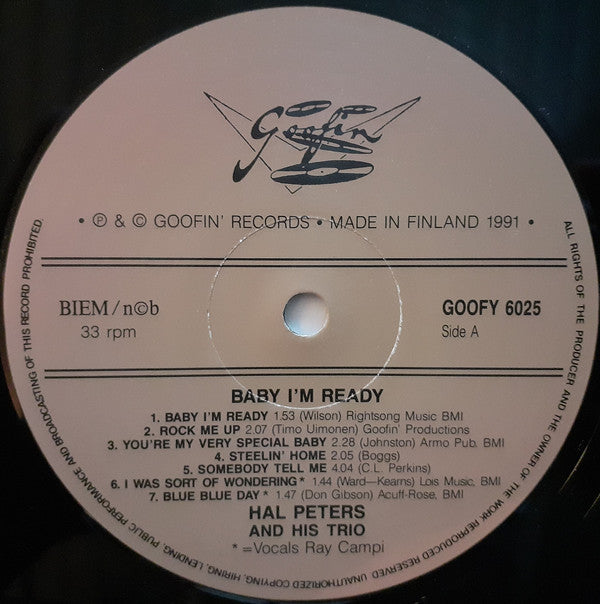 Goofin
• ℗ & © GOOFIN' RECORDS • MADE IN FINLAND 1991 •
BIEM/n©b
33 rpm
GOOFY 6025
Side A
BABY I'M READY
1. BABY I'M READY 1.53 (Wilson) Rightsong Music BMI
2. ROCK ME UP 2.07 (Timo Uimonen) Goofin' Productions
3. YOU'RE MY VERY SPECIAL BABY 2.28 (Johnston) Armo Pub. BMI
4. STEELIN' HOME 2.05 (Boggs)
5. SOMEBODY TELL ME 4.04 (C.L. Perkins)
6. I WAS SORT OF WONDERING* 1.44 (Ward—Kearns) Lois Music, BMI
7. BLUE BLUE DAY* 1.47 (Don Gibson) Acuff-Rose, BMI
HAL PETERS
AND HIS TRIO
* =Vocals Ray Campi
ALL RIGHTS OF THE PRODUCER AND THE OWNER OF THE WORK REPRODUCED RESERVED UNAUTHORIZED COPYING, HIRING, LENDING, PUBLIC PERFORMANCE AND BROADCASTING OF THIS RECORD PROHIBITED.